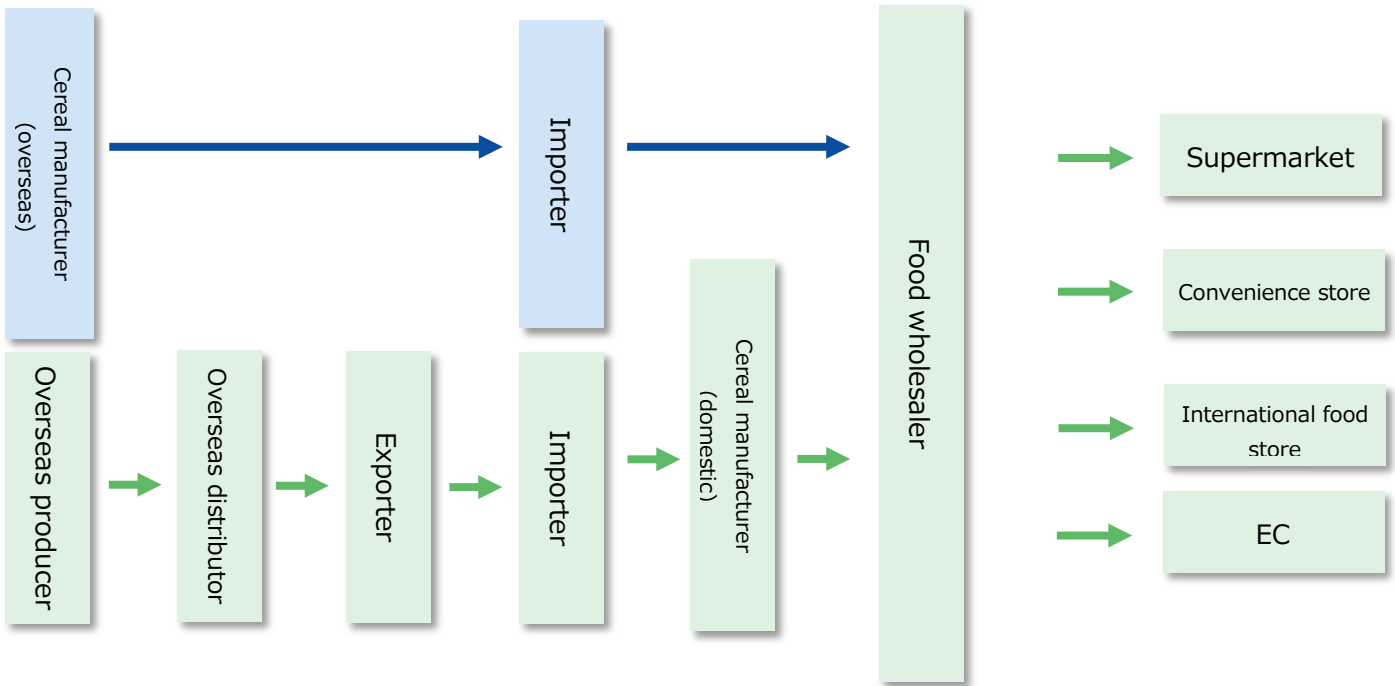 Cereal manufacturer
(overseas)
Importer
Food wholesaler
Supermarket
Convenience store
International food
store
EC
Overseas producer
Overseas distributor
Exporter
Importer
Cereal manufacturer
(domestic)